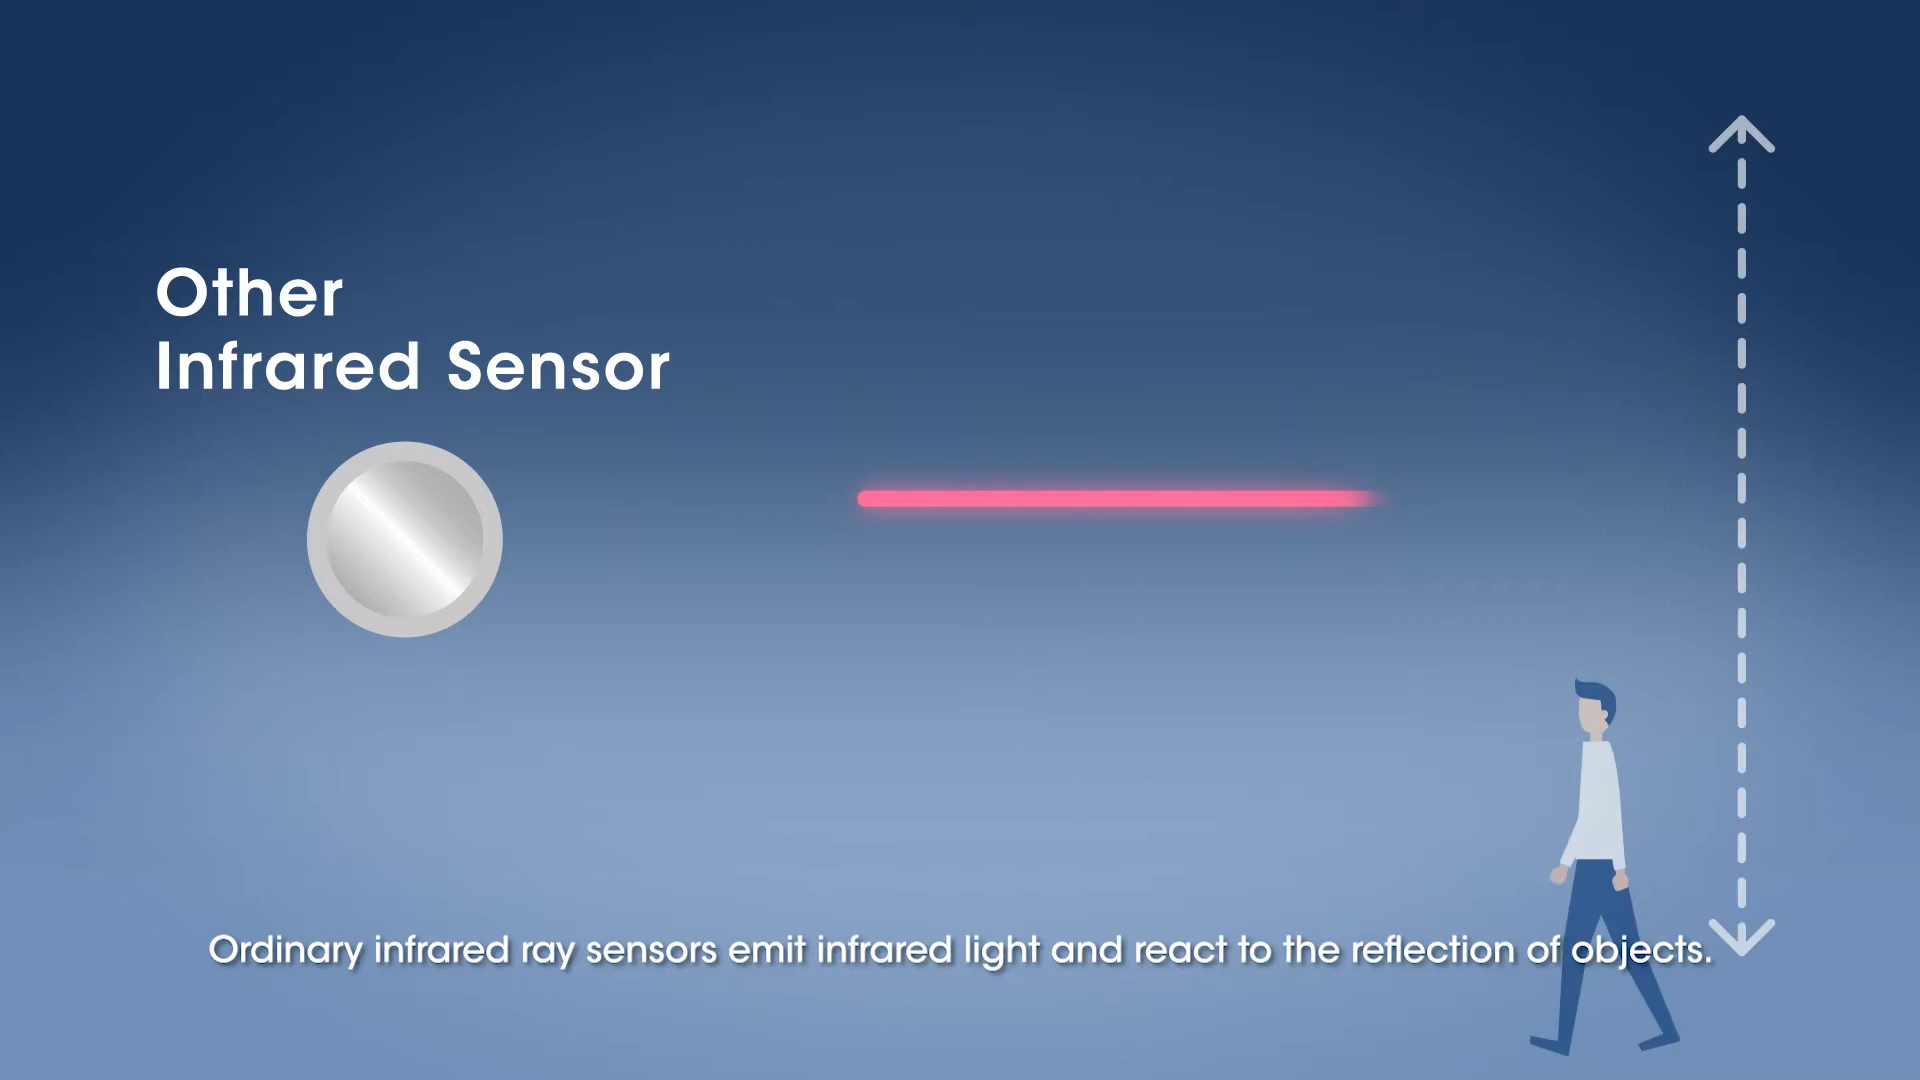 Other
Infrared Sensor
Ordinary infrared ray sensors emit infrared light and react to the reflection of objects.